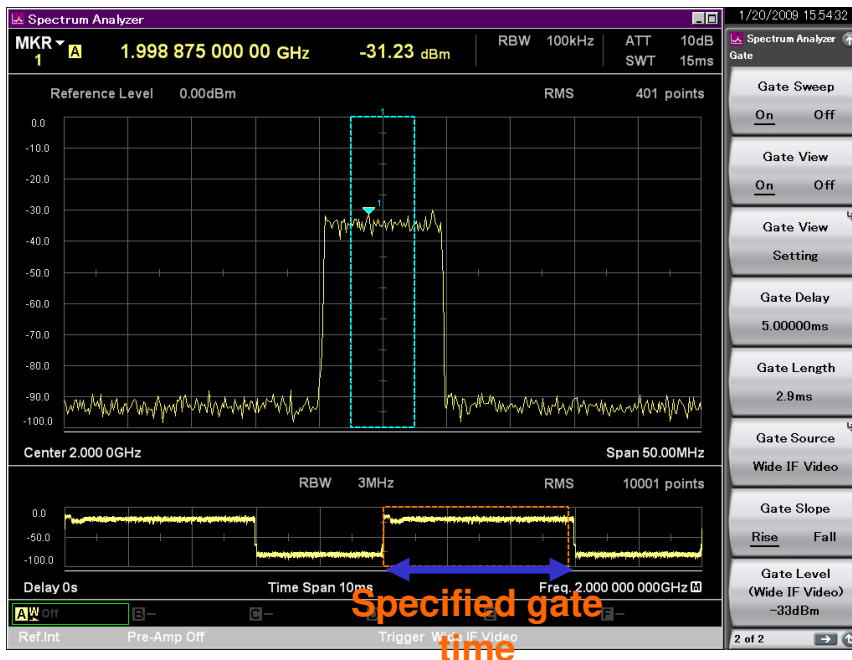 Spectrum Analyzer
1/20/2009 15:54:32
MKR A 1.998 875 000 00 GHz -31.23 dBm RBW 100kHz ATT 10dB
1 SWT 15ms
Reference Level 0.00dBm RMS 401 points
1
0.0
-10.0
-20.0
-30.0
1
-40.0
-50.0
-60.0
-70.0
-80.0
-90.0
-100.0
Center 2.000 0GHz Span 50.00MHz
RBW 3MHz RMS 10001 points
0.0
-50.0
-100.0
Delay 0s Time Span 10ms Freq. 2.000 000 000GHz
Specified gate
time
A W Off B- C- F-
Ref.Int Pre-Amp Off Trigger Wide IF Video
Spectrum Analyzer
Gate
Gate Sweep
On Off
Gate View
On Off
Gate View
Setting
Gate Delay
5.00000ms
Gate Length
2.9ms
Gate Source
Wide IF Video
Gate Slope
Rise Fall
Gate Level
(Wide IF Video)
-33dBm
2 of 2